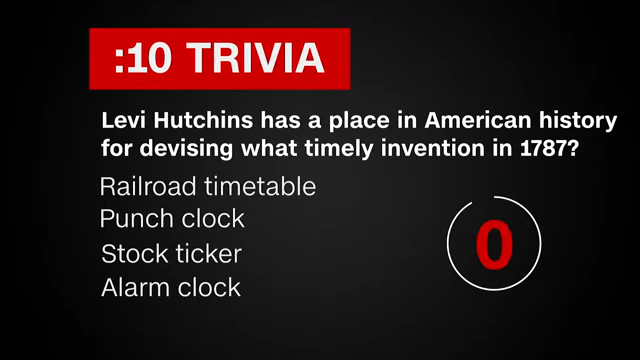 :10 TRIVIA
Levi Hutchins has a place in American history
for devising what timely invention in 1787?
Railroad timetable
Punch clock
Stock ticker
Alarm clock
0